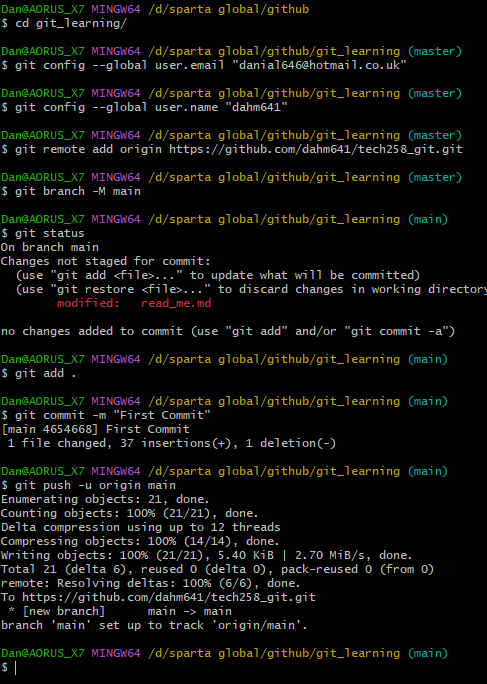 Dan@AORUS_X7 MINGW64 /d/sparta global/github
$ cd git_learning/
Dan@AORUS_X7 MINGW64 /d/sparta global/github/git_learning (master)
$ git config --global user.email "danial646@hotmail.co.uk"
Dan@AORUS_X7 MINGW64 /d/sparta global/github/git_learning (master)
$ git config --global user.name "dahm641"
Dan@AORUS_X7 MINGW64 /d/sparta global/github/git_learning (master)
$ git remote add origin https://github.com/dahm641/tech258_git.git
Dan@AORUS_X7 MINGW64 /d/sparta global/github/git_learning (master)
$ git branch -M main
Dan@AORUS_X7 MINGW64 /d/sparta global/github/git_learning (main)
$ git status
On branch main
Changes not staged for commit:
  (use "git add <file>..." to update what will be committed)
  (use "git restore <file>..." to discard changes in working directory
        modified:   read_me.md
no changes added to commit (use "git add" and/or "git commit -a")
Dan@AORUS_X7 MINGW64 /d/sparta global/github/git_learning (main)
$ git add .
Dan@AORUS_X7 MINGW64 /d/sparta global/github/git_learning (main)
$ git commit -m "First Commit"
[main 4654668] First Commit
 1 file changed, 37 insertions(+), 1 deletion(-)
Dan@AORUS_X7 MINGW64 /d/sparta global/github/git_learning (main)
$ git push -u origin main
Enumerating objects: 21, done.
Counting objects: 100% (21/21), done.
Delta compression using up to 12 threads
Compressing objects: 100% (14/14), done.
Writing objects: 100% (21/21), 5.40 KiB | 2.70 MiB/s, done.
Total 21 (delta 6), reused 0 (delta 0), pack-reused 0 (from 0)
remote: Resolving deltas: 100% (6/6), done.
To https://github.com/dahm641/tech258_git.git
 * [new branch]      main -> main
branch 'main' set up to track 'origin/main'.
Dan@AORUS_X7 MINGW64 /d/sparta global/github/git_learning (main)
$